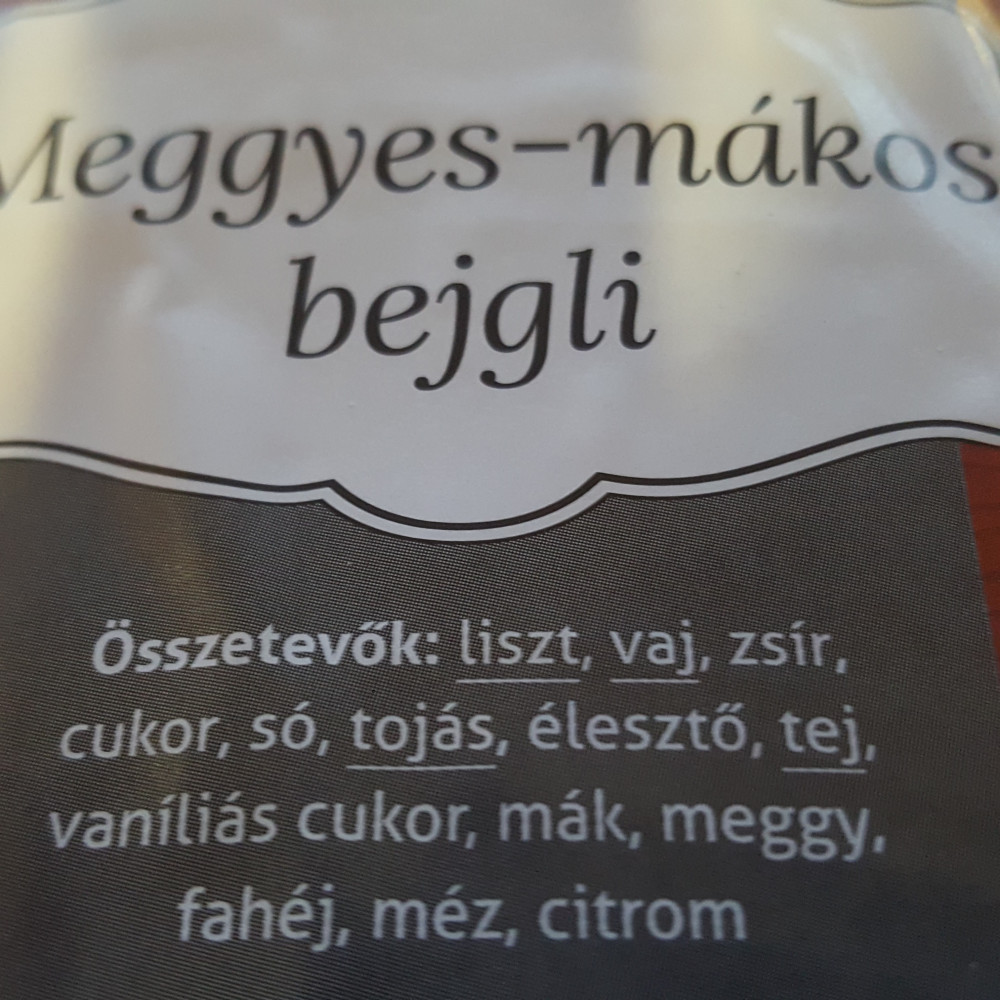 Meggyes-mákos
bejgli
Összetevők: liszt, vaj, zsír,
cukor, só, tojás, élesztő, tej,
vaníliás cukor, mák, meggy,
fahéj, méz, citrom